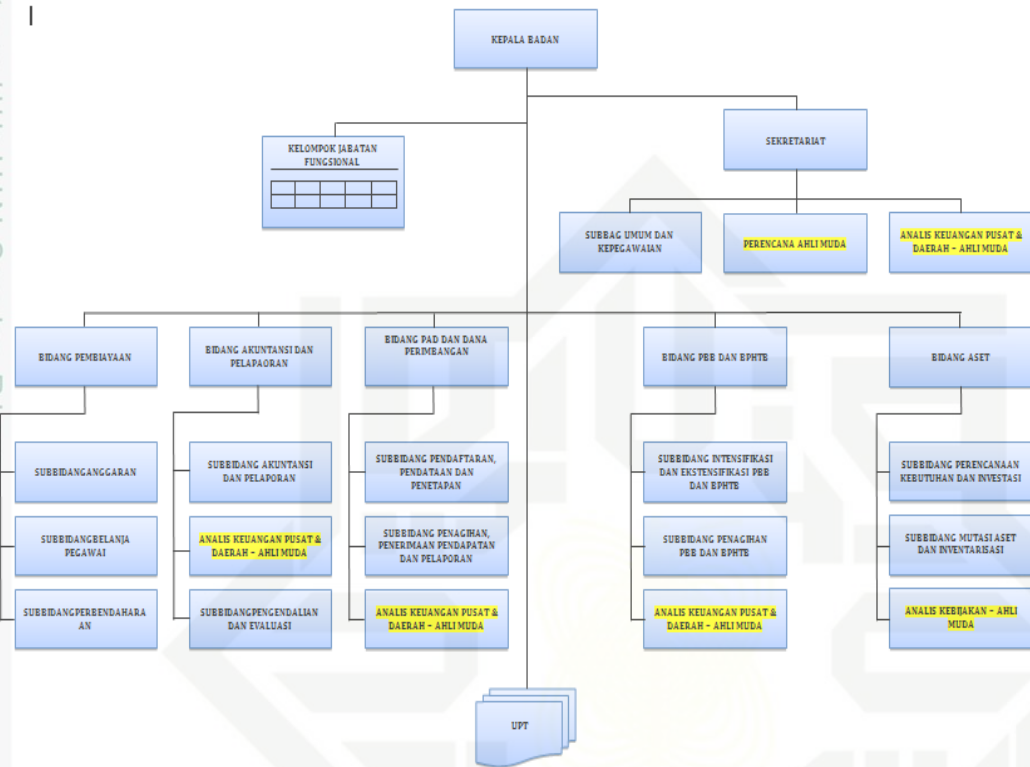 KEPALA BADAN
KELOMPOK JABATAN
FUNGSIONAL
SEKRETARIAT
SUBBAG UMUM DAN
KEPEGAWAIAN
PERENCANA AHLI MUDA
ANALIS KEUANGAN PUSAT &
DAERAH – AHLI MUDA
BIDANG PEMBIAYAAN
BIDANG AKUNTANSI DAN
PELAPAORAN
BIDANG PAD DAN DANA
PERIMBANGAN
BIDANG PBB DAN BPHTB
BIDANG ASET
SUBBIDANGANGGARAN
SUBBIDANGBELANJA
PEGAWAI
SUBBIDANGPERBENDAHARA
AN
SUBBIDANG AKUNTANSI
DAN PELAPORAN
ANALIS KEUANGAN PUSAT &
DAERAH – AHLI MUDA
SUBBIDANGPENGENDALIAN
DAN EVALUASI
SUBBIDANG PENDAFTARAN,
PENDATAAN DAN
PENETAPAN
SUBBIDANG PENAGIHAN,
PENERIMAAN PENDAPATAN
DAN PELAPORAN
ANALIS KEUANGAN PUSAT &
DAERAH – AHLI MUDA
SUBBIDANG INTENSIFIKASI
DAN EKSTENSIFIKASI PBB
DAN BPHTB
SUBBIDANG PENAGIHAN
PBB DAN BPHTB
ANALIS KEUANGAN PUSAT &
DAERAH – AHLI MUDA
SUBBIDANG PERENCANAAN
KEBUTUHAN DAN INVESTASI
SUBBIDANG MUTASI ASET
DAN INVENTARISASI
ANALIS KEBIJAKAN – AHLI
MUDA
UPT